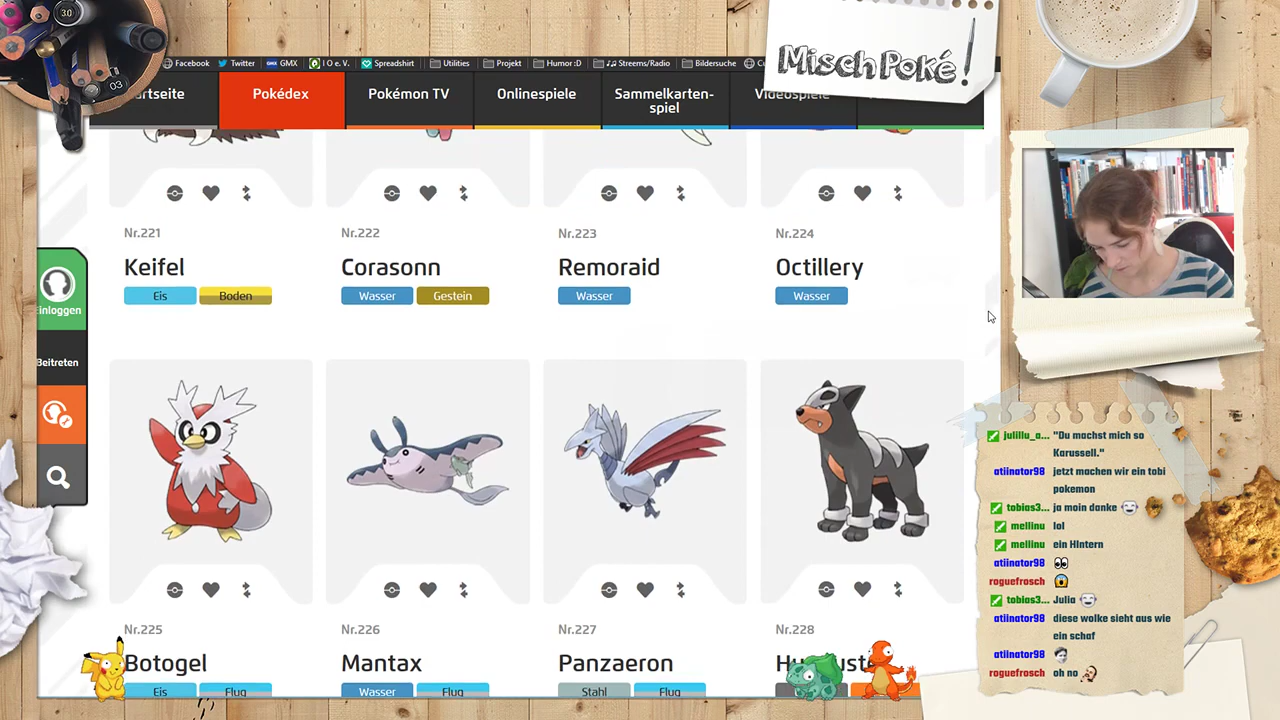 3.0
03
Facebook
Twitter
GMX
I O e. V.
Spreadshirt
Utilities
Projekt
Humor :D
Streems/Radio
Bildersuche
MischPoké!
Pokédex
Pokémon TV
Onlinespiele
Sammelkarten-
spiel
Videospiele
Einloggen
Beitreten
Nr.221
Nr.222
Nr.223
Nr.224
Keifel
Corasonn
Remoraid
Octillery
Eis
Boden
Wasser
Gestein
Wasser
Wasser
Nr.225
Nr.226
Nr.227
Nr.228
Botogel
Mantax
Panzaeron
Eis
Flug
Wasser
Flug
Stahl
Flug
julillu_a... "Du machst mich so
Karussell."
atiinator98 jetzt machen wir ein tobi
pokemon
tobias3... ja moin danke
mellinu lol
mellinu ein HIntern
atiinator98
roguefrosch
tobias3... Julia
atiinator98 diese wolke sieht aus wie
ein schaf
atiinator98
roguefrosch oh no